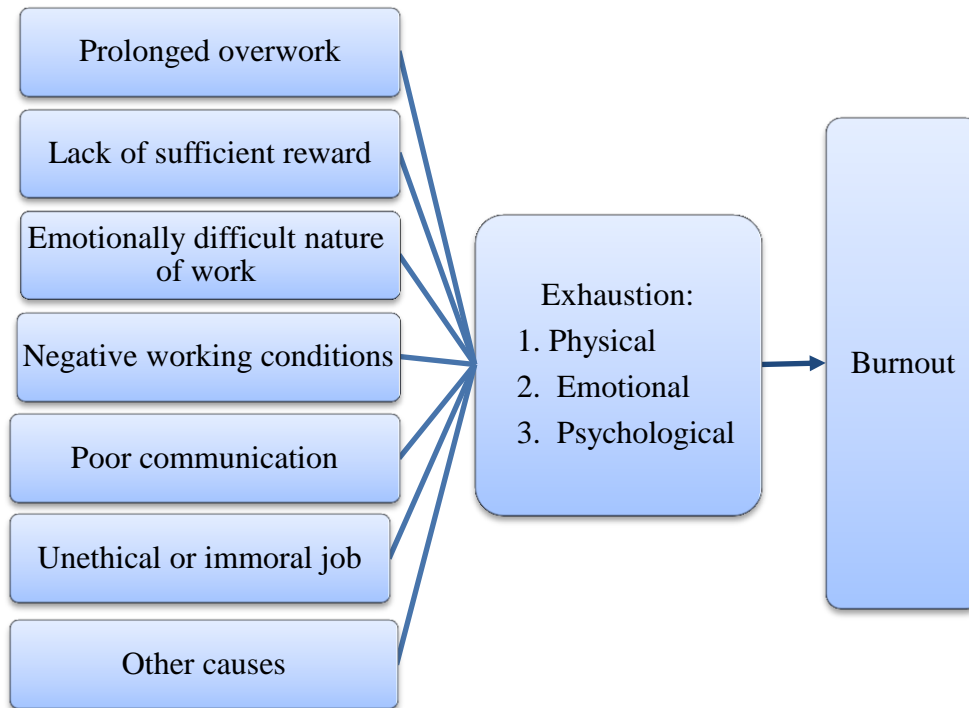 Prolonged overwork
Lack of sufficient reward
Emotionally difficult nature
of work
Negative working conditions
Poor communication
Unethical or immoral job
Other causes
Exhaustion:
1. Physical
2. Emotional
3. Psychological
Burnout